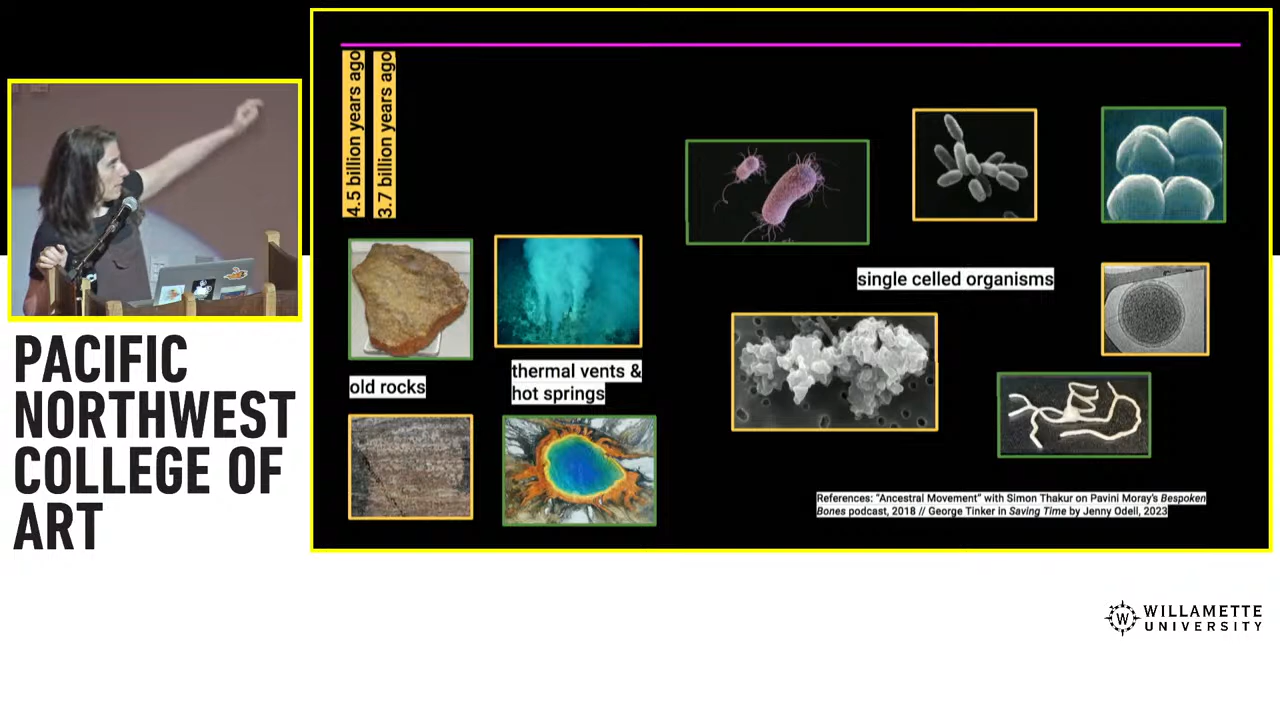 4.5 billion years ago
3.7 billion years ago
single celled organisms
thermal vents &
hot springs
old rocks
References: “Ancestral Movement” with Simon Thakur on Pavini Moray's Bespoken
Bones podcast, 2018 // George Tinker in Saving Time by Jenny Odell, 2023
PACIFIC
NORTHWEST
COLLEGE OF
ART
WILLAMETTE
UNIVERSITY